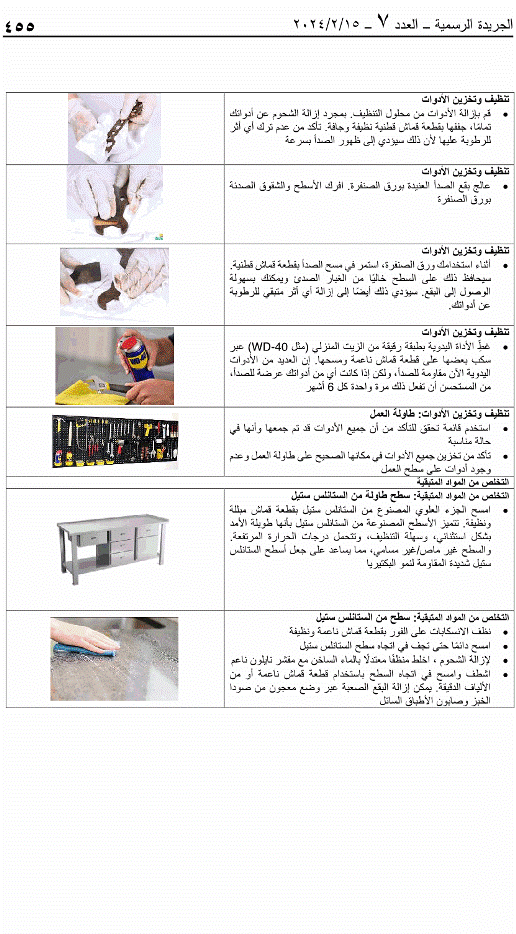 الجريدة الرسمية ــ العدد ٧ ــ ٢٠٢٤/٢/١٥
٤٥٥
تنظيف وتخزين الأدوات
• قم بإزالة الأدوات من محلول التنظيف. بمجرد إزالة الشحوم عن أدواتك
تمامًا، جففها بقطعة قماش قطنية نظيفة وجافة. تأكد من عدم ترك أي أثر
للرطوبة عليها لأن ذلك سيؤدي إلى ظهور الصدأ بسرعة
تنظيف وتخزين الأدوات
• عالج بقع الصدأ العنيدة بورق الصنفرة. افرك الأسطح والشقوق الصدئة
بورق الصنفرة
تنظيف وتخزين الأدوات
• أثناء استخدامك ورق الصنفرة، استمر في مسح الصدأ بقطعة قماش قطنية.
سيحافظ ذلك على السطح خاليًا من الغبار الصدئ ويمكنك بسهولة
الوصول إلى البقع. سيؤدي ذلك أيضًا إلى إزالة أي أثر متبقي للرطوبة
عن أدواتك.
تنظيف وتخزين الأدوات
• غطِّ الأداة اليدوية بطبقة رقيقة من الزيت المنزلي (مثل WD-40) عبر
سكب بعضها على قطعة قماش ناعمة ومسحها. إن العديد من الأدوات
اليدوية الآن مقاومة للصدأ، ولكن إذا كانت أي من أدواتك عرضة للصدأ،
من المستحسن أن تفعل ذلك مرة واحدة كل 6 أشهر
WD-40
تنظيف وتخزين الأدوات: طاولة العمل
• استخدم قائمة تحقق للتأكد من أن جميع الأدوات قد تم جمعها وأنها في
حالة مناسبة
• تأكد من تخزين جميع الأدوات في مكانها الصحيح على طاولة العمل وعدم
وجود أدوات على سطح العمل
التخلص من المواد المتبقية
التخلص من المواد المتبقية: سطح طاولة من الستانلس ستيل
• امسح الجزء العلوي المصنوع من الستانلس ستيل بقطعة قماش مبللة
ونظيفة. تتميز الأسطح المصنوعة من الستانلس ستيل بأنها طويلة الأمد
بشكل استثنائي، وسهلة التنظيف، وتتحمل درجات الحرارة المرتفعة.
والسطح غير ماص/غير مسامي، مما يساعد على جعل أسطح الستانلس
ستيل شديدة المقاومة لنمو البكتيريا
التخلص من المواد المتبقية: سطح من الستانلس ستيل
• نظف الانسكابات على الفور بقطعة قماش ناعمة ونظيفة
• امسح دائمًا حتى تجف في اتجاه سطح الستانلس ستيل
• لإزالة الشحوم ، اخلط منظفًا معتدلًا بالماء الساخن مع مقشر نايلون ناعم
• اشطف وامسح في اتجاه السطح باستخدام قطعة قماش ناعمة أو من
الألياف الدقيقة. يمكن إزالة البقع الصعبة عبر وضع معجون من صودا
الخبز وصابون الأطباق السائل